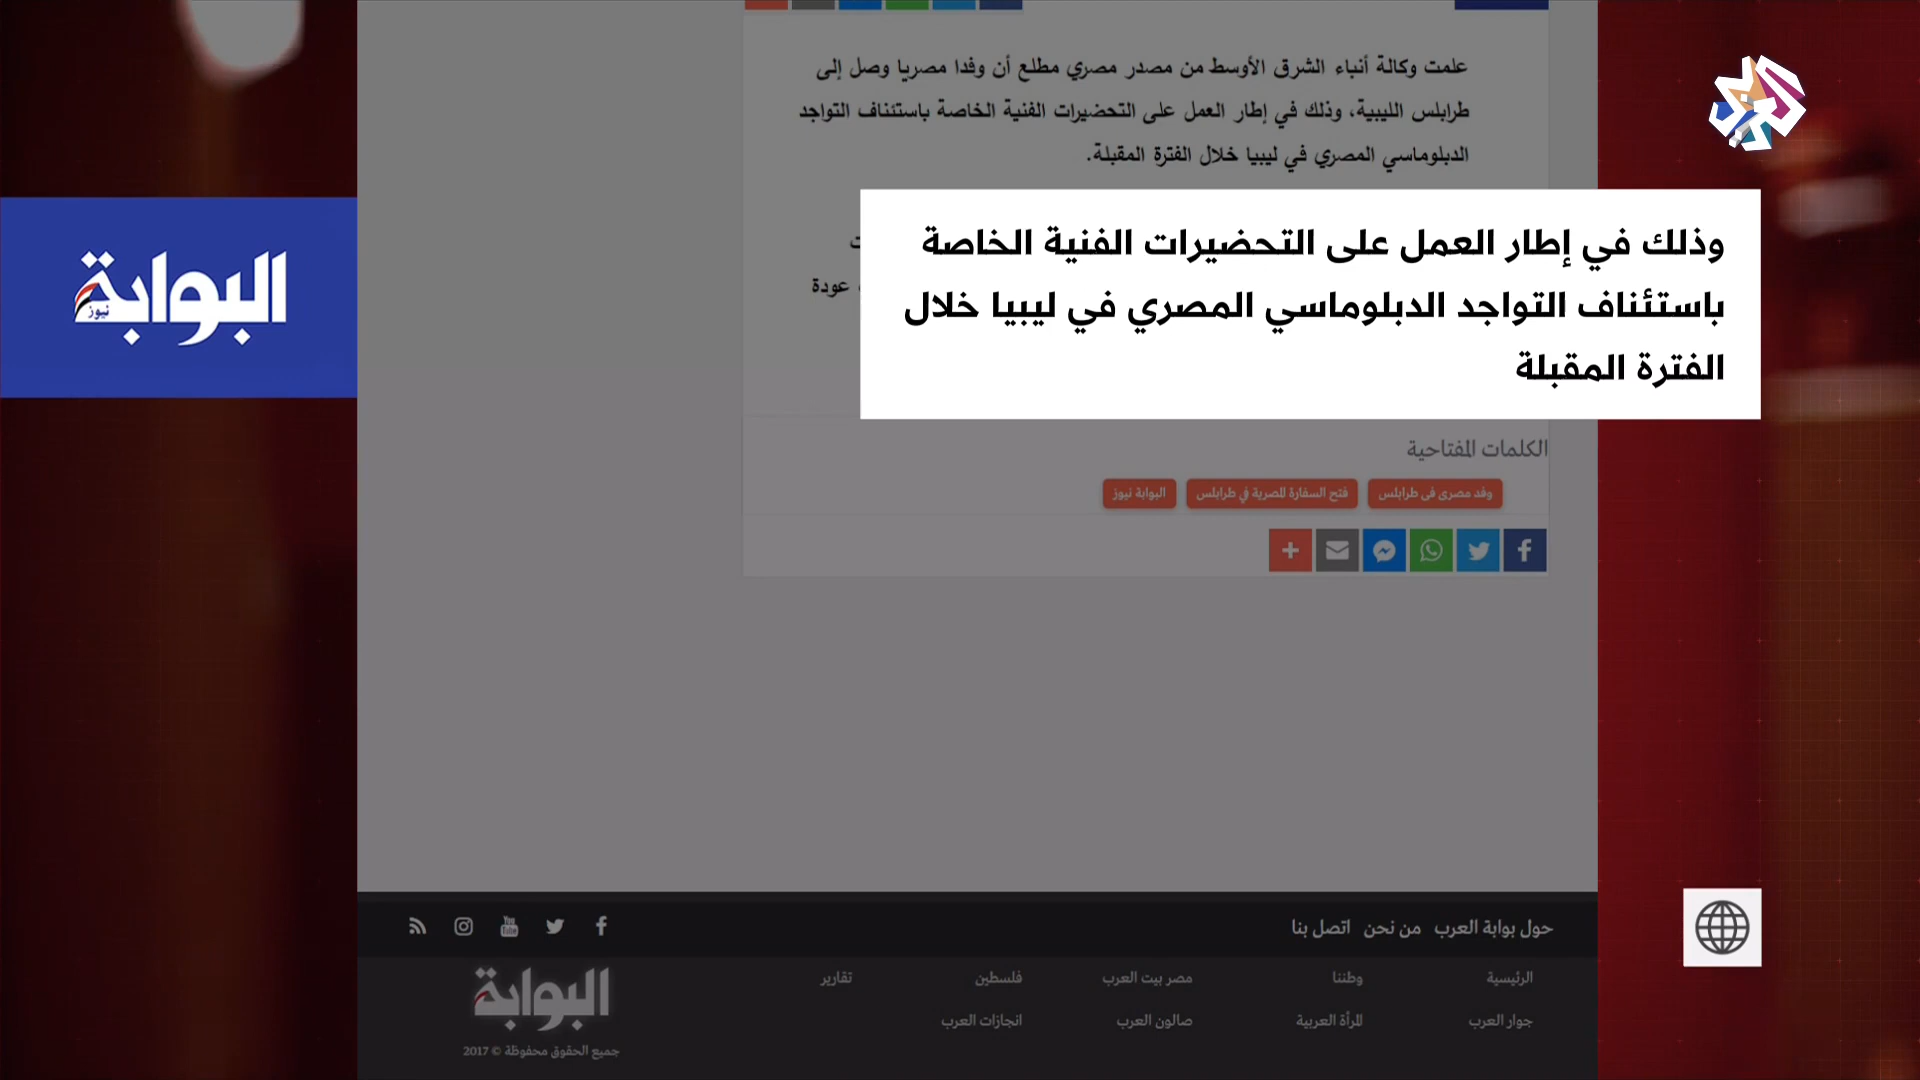 علمت وكالة أنباء الشرق الأوسط من مصدر مصري مطلع أن وفدا مصريا وصل إلى
طرابلس الليبية، وذلك في إطار العمل على التحضيرات الفنية الخاصة باستئناف التواجد
الدبلوماسي المصري في ليبيا خلال الفترة المقبلة.
وذلك في إطار العمل على التحضيرات الفنية الخاصة
باستئناف التواجد الدبلوماسي المصري في ليبيا خلال
الفترة المقبلة
عودة
البوابة
نيوز
الكلمات المفتاحية
وفد مصرى فى طرابلس
فتح السفارة المصرية في طرابلس
البوابة نيوز
حول بوابة العرب من نحن اتصل بنا
الرئيسية وطننا مصر بيت العرب فلسطين تقارير
جوار العرب المرأة العربية صالون العرب انجازات العرب
البوابة
جميع الحقوق محفوظة © 2017